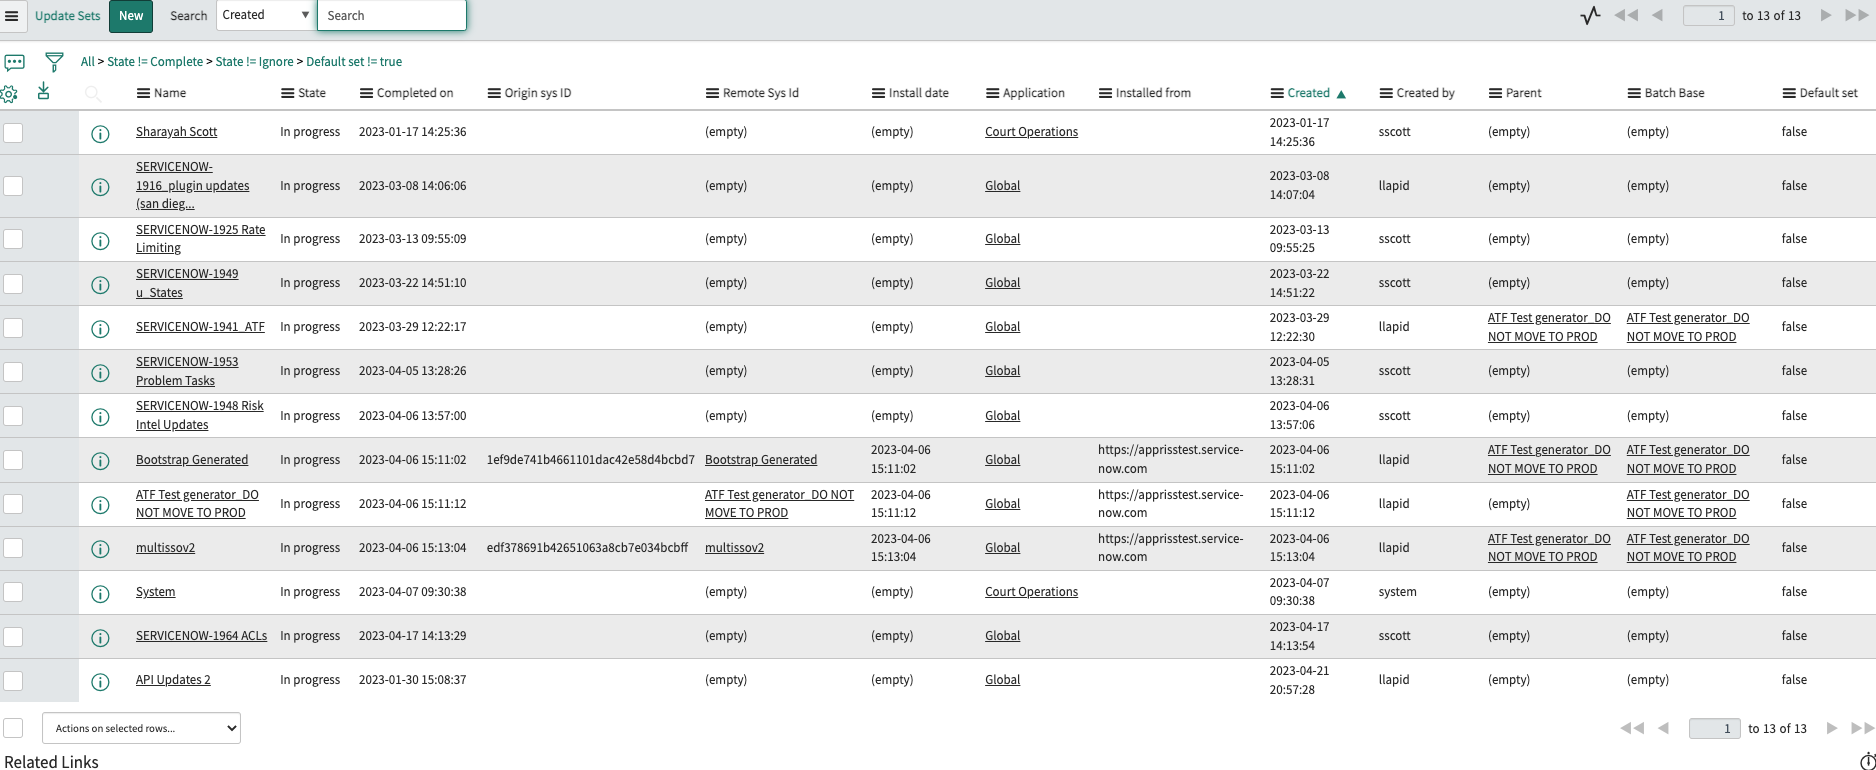 Update Sets New Search Created Search 1 to 13 of 13
All > State != Complete > State != Ignore > Default set != true
Name State Completed on Origin sys ID Remote Sys Id Install date Application Installed from Created Created by Parent Batch Base Default set
Sharayah Scott In progress 2023-01-17 14:25:36 (empty) (empty) Court Operations 2023-01-17 14:25:36 sscott (empty) (empty) false
SERVICENOW-1916_plugin updates (san dieg... In progress 2023-03-08 14:06:06 (empty) (empty) Global 2023-03-08 14:07:04 llapid (empty) (empty) false
SERVICENOW-1925 Rate Limiting In progress 2023-03-13 09:55:09 (empty) (empty) Global 2023-03-13 09:55:25 sscott (empty) (empty) false
SERVICENOW-1949 u_States In progress 2023-03-22 14:51:10 (empty) (empty) Global 2023-03-22 14:51:22 sscott (empty) (empty) false
SERVICENOW-1941_ATF In progress 2023-03-29 12:22:17 (empty) (empty) Global 2023-03-29 12:22:30 llapid ATF Test generator_DO NOT MOVE TO PROD ATF Test generator_DO NOT MOVE TO PROD false
SERVICENOW-1953 Problem Tasks In progress 2023-04-05 13:28:26 (empty) (empty) Global 2023-04-05 13:28:31 sscott (empty) (empty) false
SERVICENOW-1948 Risk Intel Updates In progress 2023-04-06 13:57:00 (empty) (empty) Global 2023-04-06 13:57:06 sscott (empty) (empty) false
Bootstrap Generated In progress 2023-04-06 15:11:02 1ef9de741b4661101dac42e58d4bcbd7 Bootstrap Generated 2023-04-06 15:11:02 Global https://apprisstest.service-now.com 2023-04-06 15:11:02 llapid ATF Test generator_DO NOT MOVE TO PROD ATF Test generator_DO NOT MOVE TO PROD false
ATF Test generator_DO NOT MOVE TO PROD In progress 2023-04-06 15:11:12 ATF Test generator_DO NOT MOVE TO PROD 2023-04-06 15:11:12 Global https://apprisstest.service-now.com 2023-04-06 15:11:12 llapid (empty) ATF Test generator_DO NOT MOVE TO PROD false
multissov2 In progress 2023-04-06 15:13:04 edf378691b42651063a8cb7e034bcbff multissov2 2023-04-06 15:13:04 Global https://apprisstest.service-now.com 2023-04-06 15:13:04 llapid ATF Test generator_DO NOT MOVE TO PROD ATF Test generator_DO NOT MOVE TO PROD false
System In progress 2023-04-07 09:30:38 (empty) (empty) Court Operations 2023-04-07 09:30:38 system (empty) (empty) false
SERVICENOW-1964 ACLs In progress 2023-04-17 14:13:29 (empty) (empty) Global 2023-04-17 14:13:54 sscott (empty) (empty) false
API Updates 2 In progress 2023-01-30 15:08:37 (empty) (empty) Global 2023-04-21 20:57:28 llapid (empty) (empty) false
Actions on selected rows... 1 to 13 of 13
Related Links